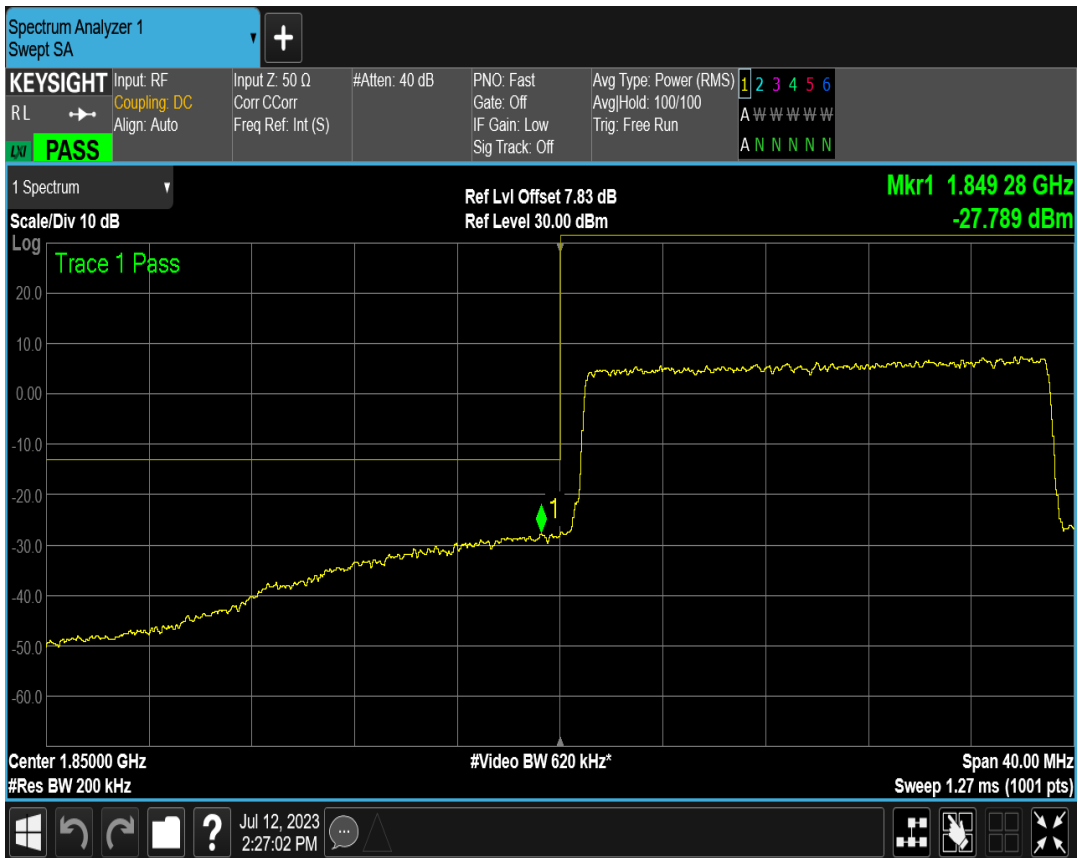 Spectrum Analyzer 1
Swept SA
+
KEYSIGHT
RL
LXI PASS
Input: RF
Coupling: DC
Align: Auto
Input Z: 50 Ω
Corr CCorr
Freq Ref: Int (S)
#Atten: 40 dB
PNO: Fast
Gate: Off
IF Gain: Low
Sig Track: Off
Avg Type: Power (RMS)
Avg|Hold: 100/100
Trig: Free Run
1 2 3 4 5 6
A W W W W W
A N N N N N
1 Spectrum
Scale/Div 10 dB
Ref Lvl Offset 7.83 dB
Ref Level 30.00 dBm
Mkr1 1.849 28 GHz
-27.789 dBm
Log
Trace 1 Pass
20.0
10.0
0.00
-10.0
-20.0
1
-30.0
-40.0
-50.0
-60.0
Center 1.85000 GHz
#Res BW 200 kHz
#Video BW 620 kHz*
Span 40.00 MHz
Sweep 1.27 ms (1001 pts)
?
Jul 12, 2023
2:27:02 PM